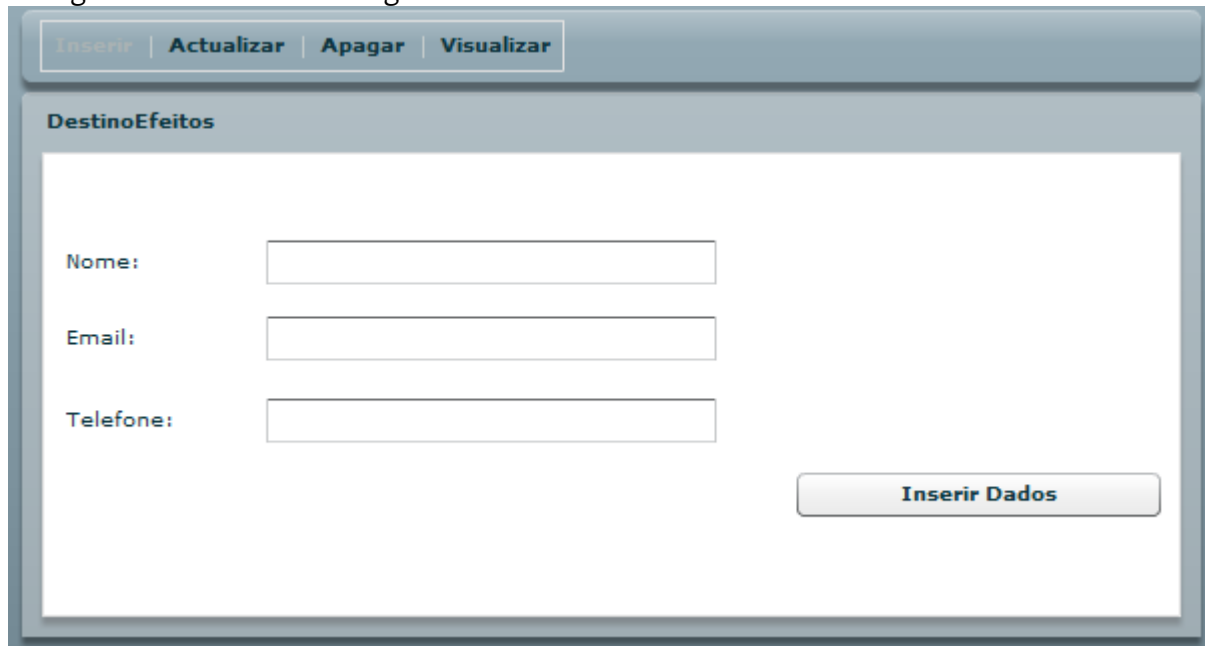 Inserir | Actualizar | Apagar | Visualizar
DestinoEfeitos
Nome:
Email:
Telefone:
Inserir Dados